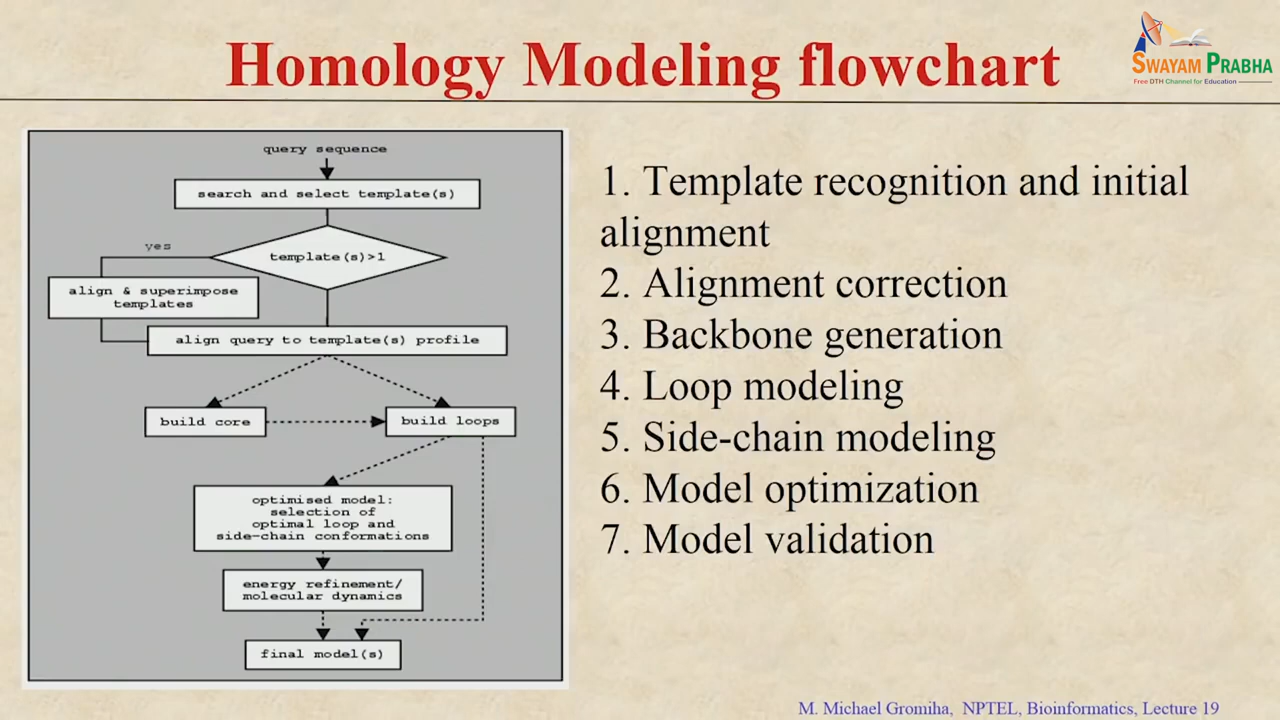 Homology Modeling flowchart
SWAYAM PRABHA
Free DTH Channel for Education
query sequence
search and select template(s)
yes
template(s)>1
align & superimpose
templates
align query to template(s) profile
build core
build loops
optimised model:
selection of
optimal loop and
side-chain conformations
energy refinement/
molecular dynamics
final model(s)
1. Template recognition and initial
alignment
2. Alignment correction
3. Backbone generation
4. Loop modeling
5. Side-chain modeling
6. Model optimization
7. Model validation
M. Michael Gromiha, NPTEL, Bioinformatics, Lecture 19